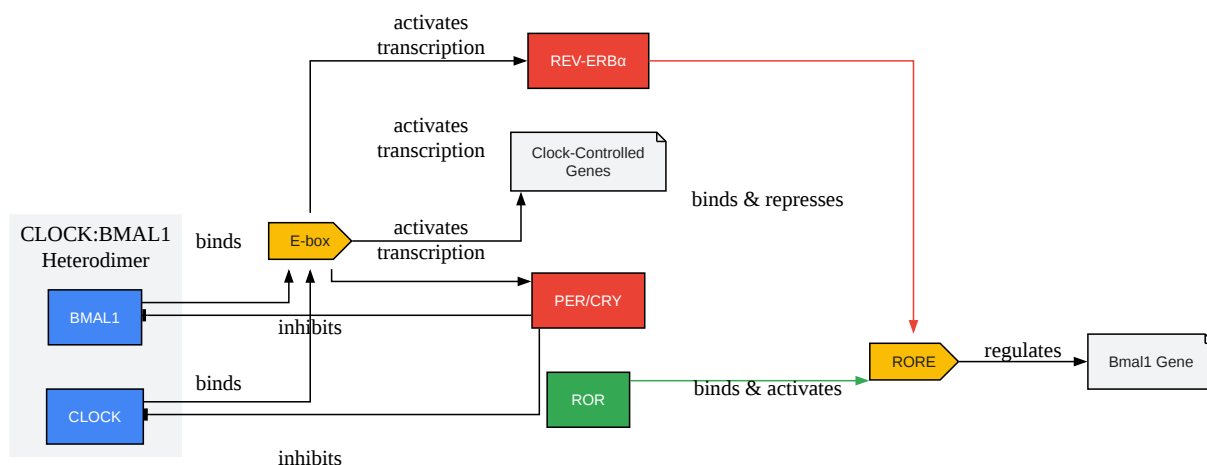 activates
transcription
REV-ERBα
activates
transcription
Clock-Controlled
Genes
binds & represses
CLOCK:BMAL1
Heterodimer
binds
E-box
activates
transcription
BMAL1
PER/CRY
inhibits
RORE
regulates
Bmal1 Gene
binds
ROR
binds & activates
CLOCK
inhibits